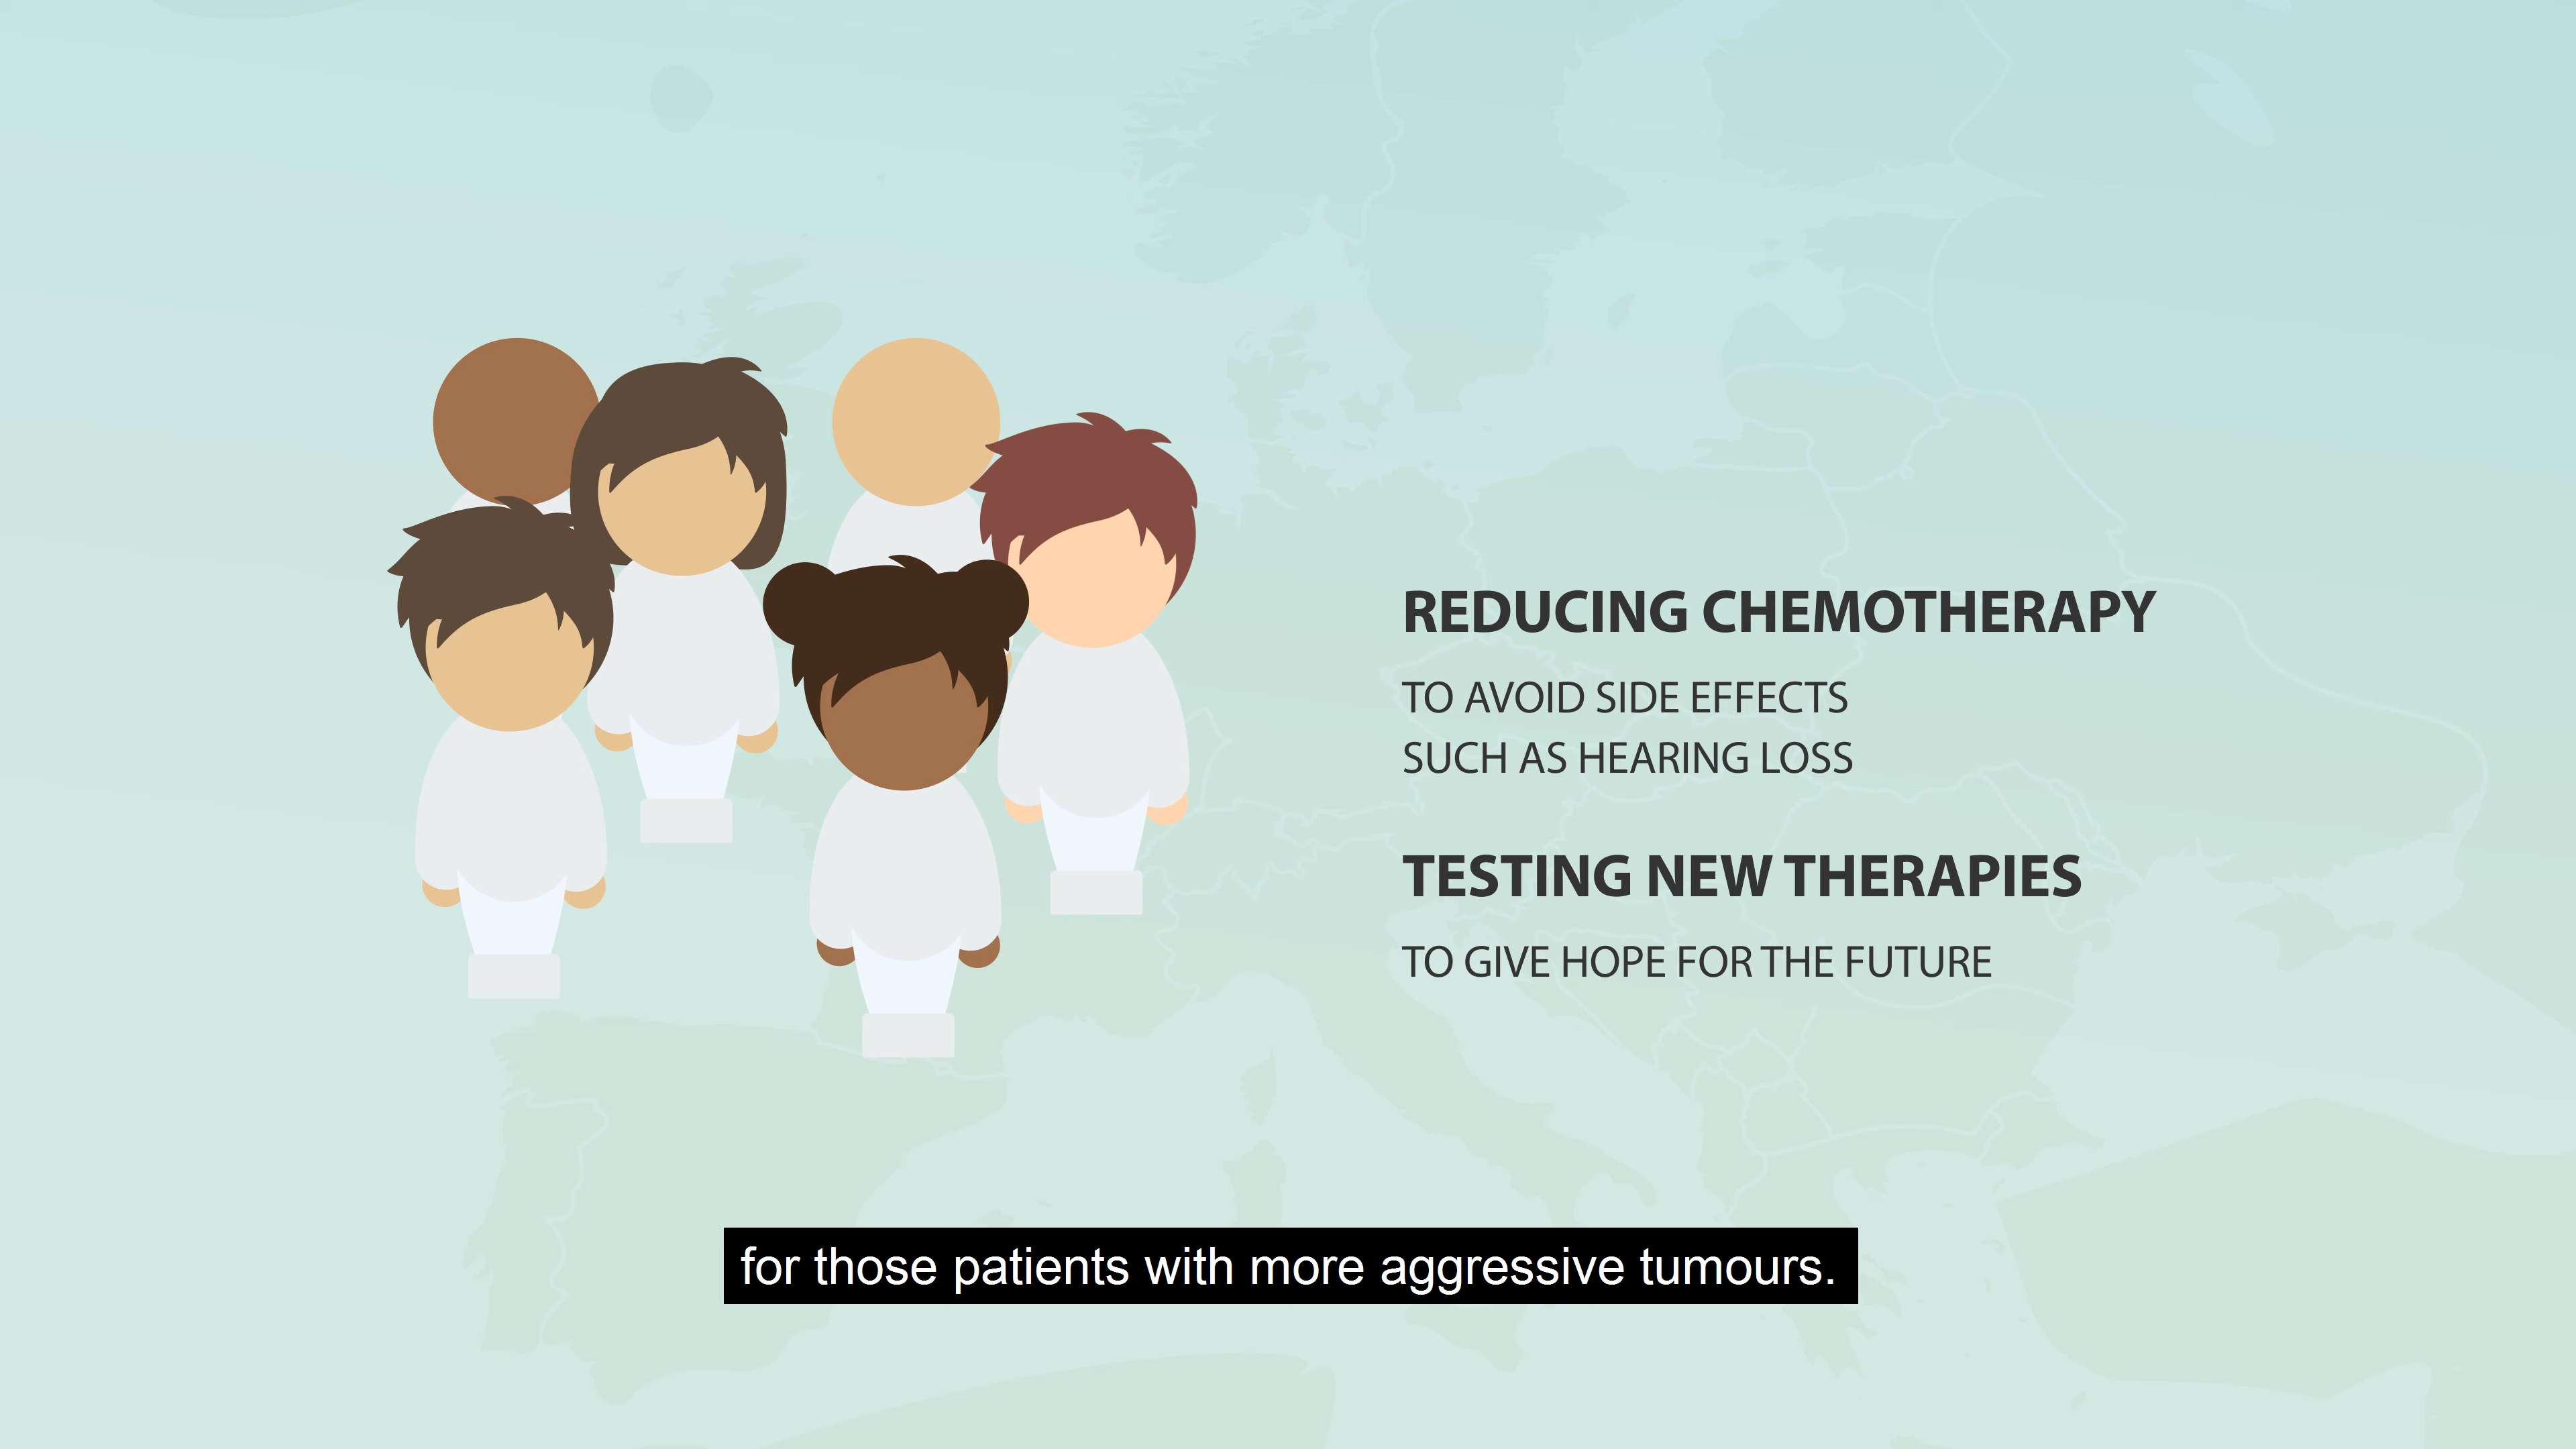 REDUCING CHEMOTHERAPY
TO AVOID SIDE EFFECTS
SUCH AS HEARING LOSS
TESTING NEW THERAPIES
TO GIVE HOPE FOR THE FUTURE
for those patients with more aggressive tumours.